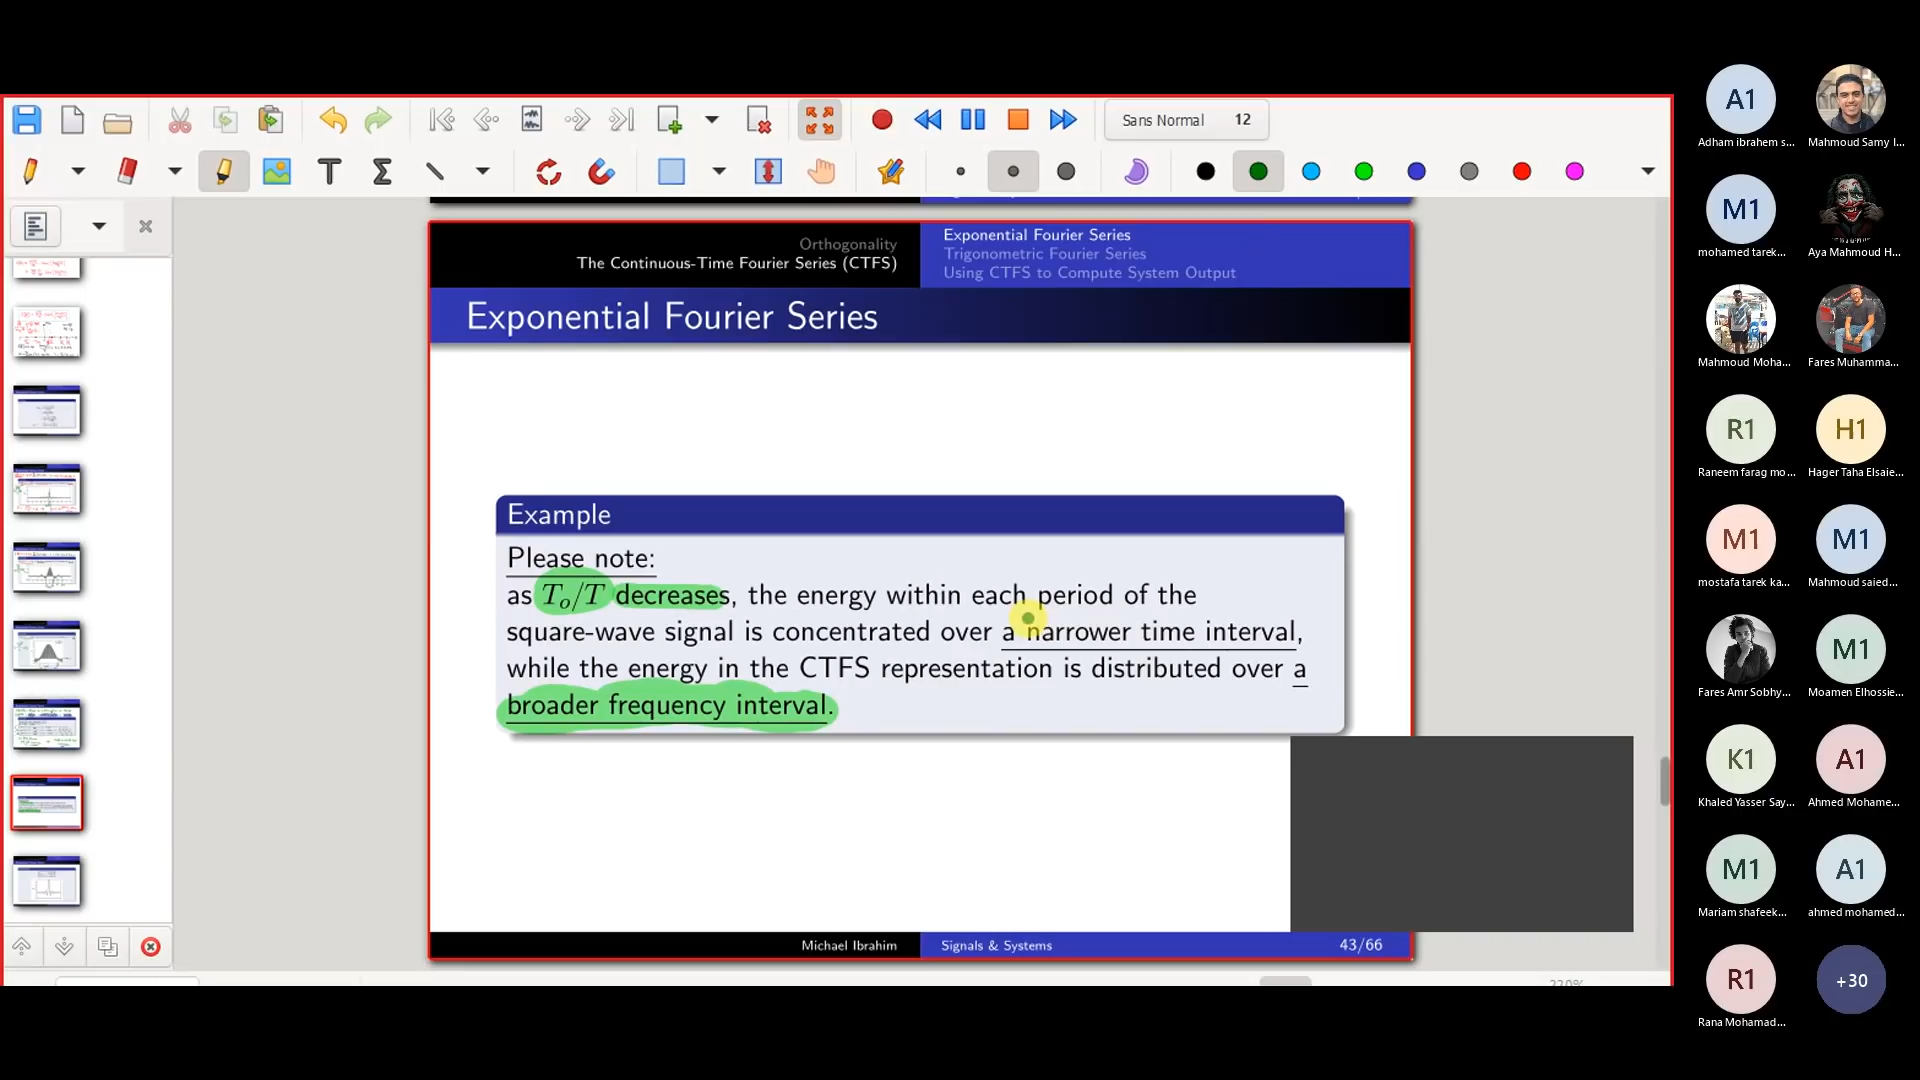 Sans Normal 12
Orthogonality
The Continuous-Time Fourier Series (CTFS)
Exponential Fourier Series
Trigonometric Fourier Series
Using CTFS to Compute System Output
Exponential Fourier Series
Example
Please note:
as T₀/T decreases, the energy within each period of the
square-wave signal is concentrated over a narrower time interval,
while the energy in the CTFS representation is distributed over a
broader frequency interval.
Michael Ibrahim
Signals & Systems
43/66
A1
Adham ibrahem s...
Mahmoud Samy I...
M1
mohamed tarek...
Aya Mahmoud H...
Mahmoud Moha...
Fares Muhamma...
R1
Raneem farag mo...
H1
Hager Taha Elsaie...
M1
mostafa tarek ka...
M1
Mahmoud saied...
Fares Amr Sobhy...
M1
Moamen Elhossie...
K1
Khaled Yasser Say...
A1
Ahmed Mohame...
M1
Mariam shafeek...
A1
ahmed mohamed...
R1
Rana Mohamad...
+30